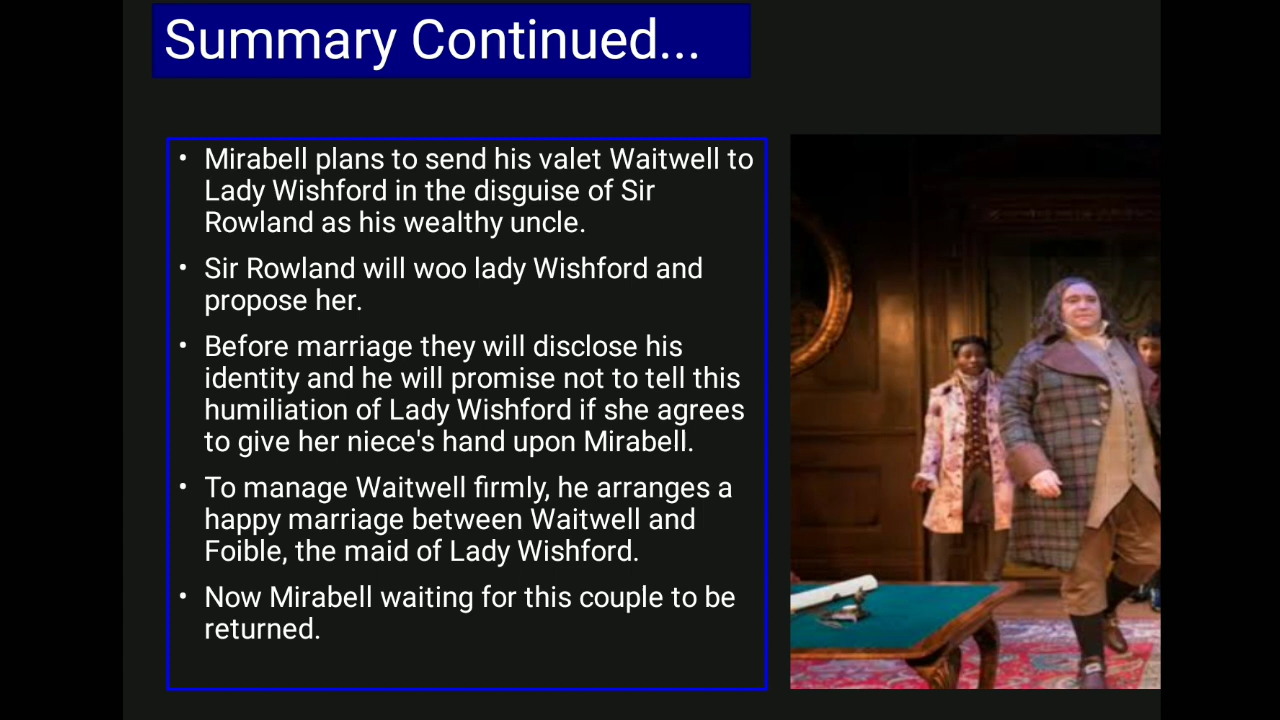 Summary Continued...
• Mirabell plans to send his valet Waitwell to
Lady Wishford in the disguise of Sir
Rowland as his wealthy uncle.
• Sir Rowland will woo lady Wishford and
propose her.
• Before marriage they will disclose his
identity and he will promise not to tell this
humiliation of Lady Wishford if she agrees
to give her niece's hand upon Mirabell.
• To manage Waitwell firmly, he arranges a
happy marriage between Waitwell and
Foible, the maid of Lady Wishford.
• Now Mirabell waiting for this couple to be
returned.